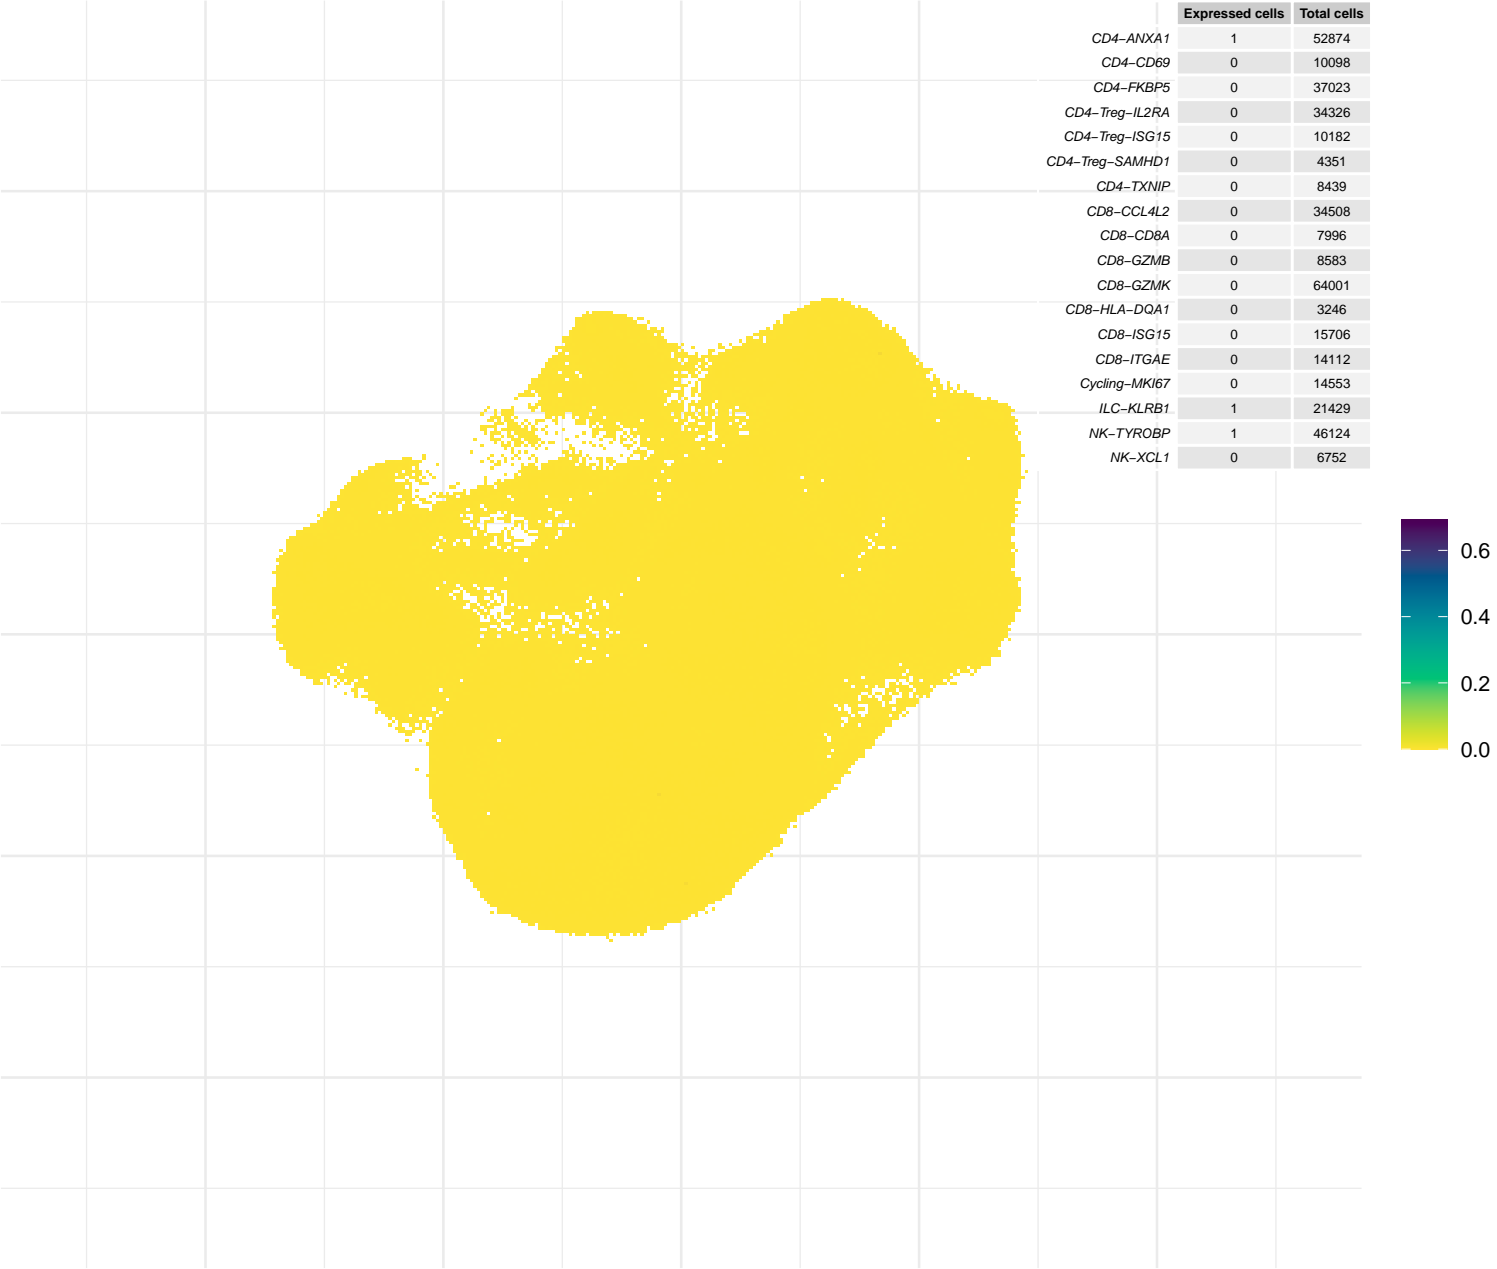 Expressed cells Total cells
CD4−ANXA1 1 52874
CD4−CD69 0 10098
CD4−FKBP5 0 37023
CD4−Treg−IL2RA 0 34326
CD4−Treg−ISG15 0 10182
CD4−Treg−SAMHD1 0 4351
CD4−TXNIP 0 8439
CD8−CCL4L2 0 34508
CD8−CD8A 0 7996
CD8−GZMB 0 8583
CD8−GZMK 0 64001
CD8−HLA−DQA1 0 3246
CD8−ISG15 0 15706
CD8−ITGAE 0 14112
Cycling−MKI67 0 14553
ILC−KLRB1 1 21429
NK−TYROBP 1 46124
NK−XCL1 0 6752
0.6
0.4
0.2
0.0